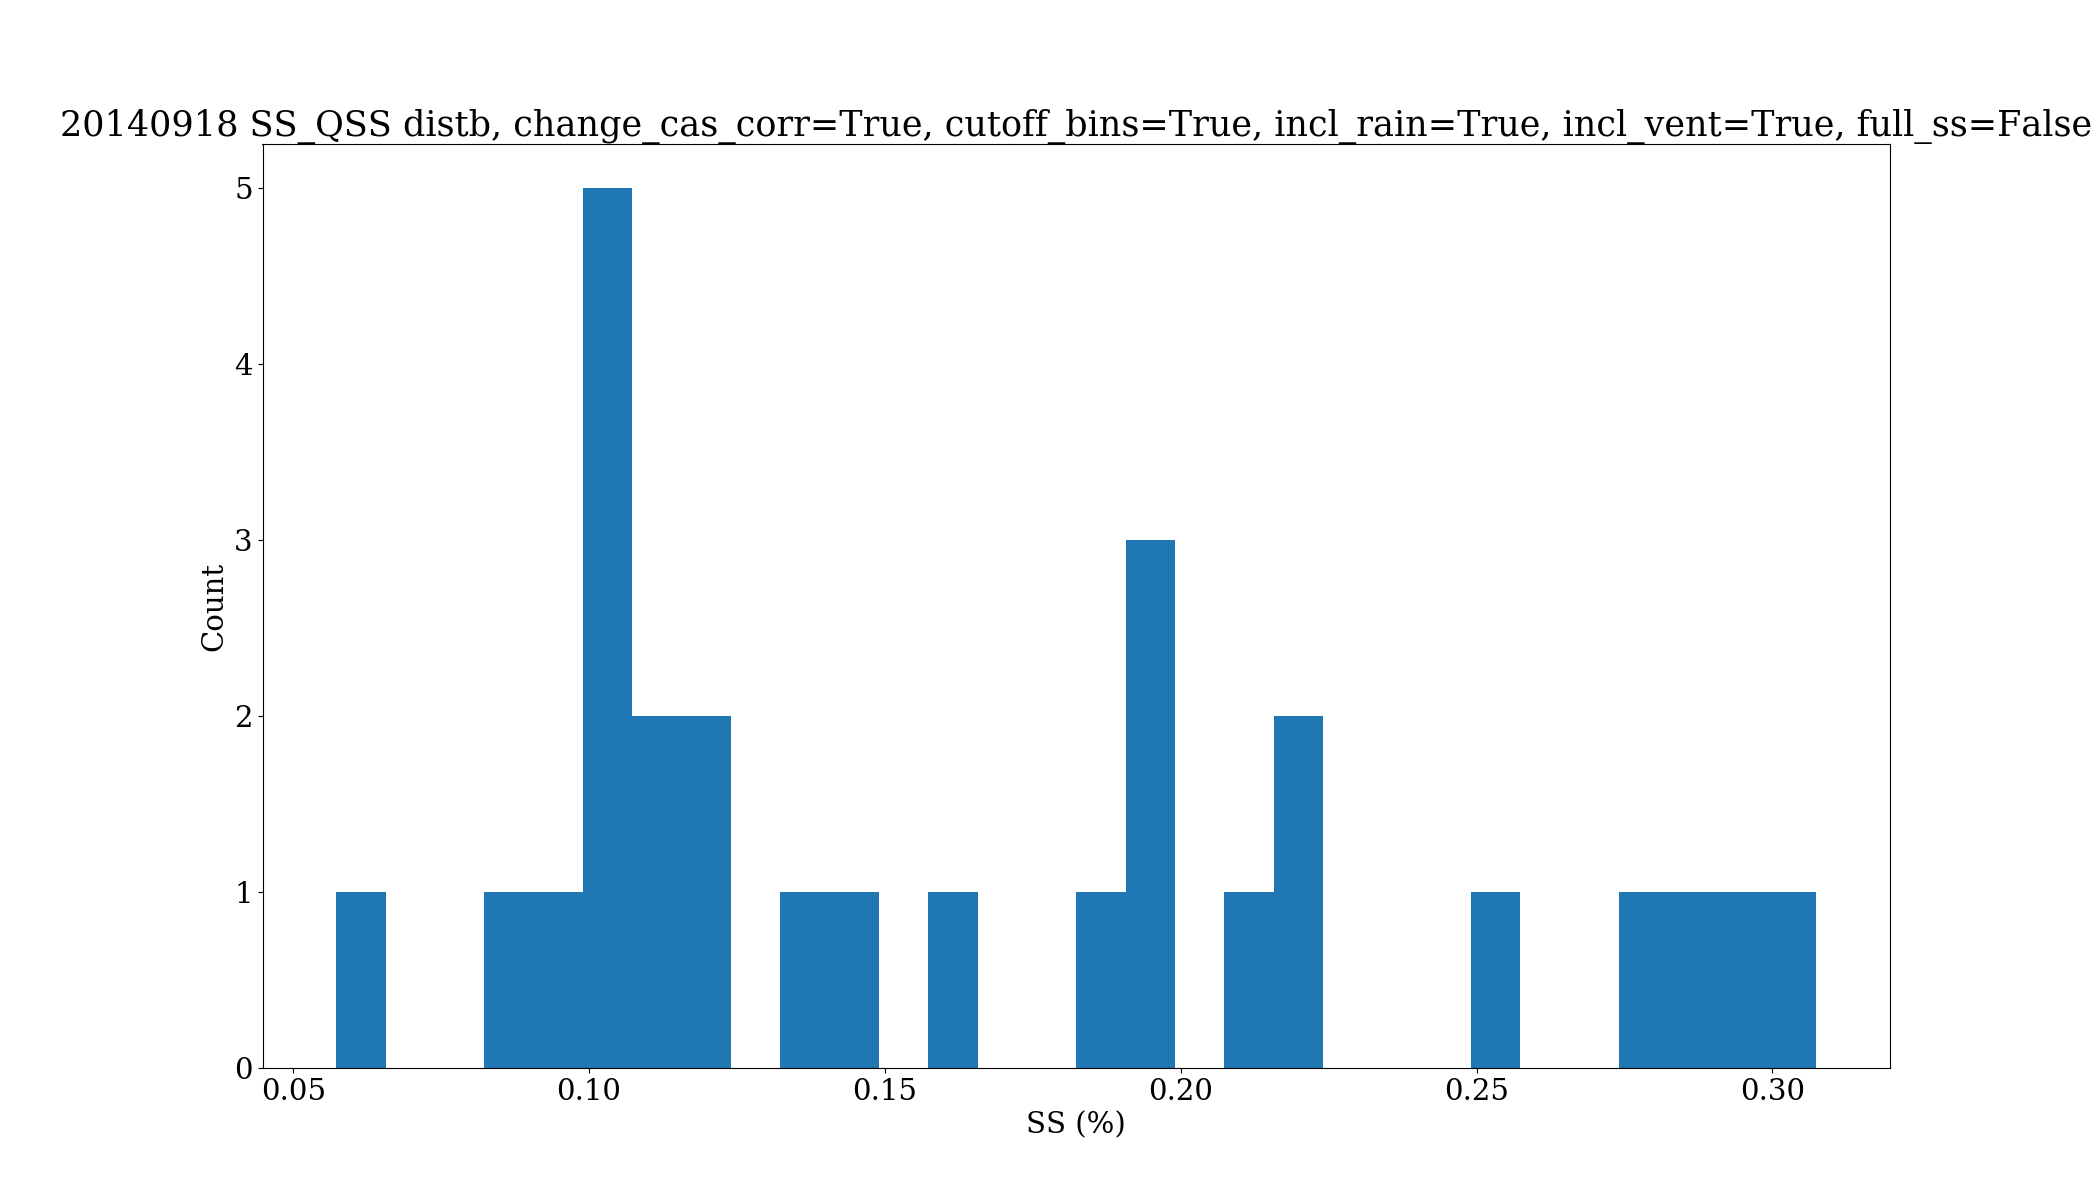 20140918 SS_QSS distb, change_cas_corr=True, cutoff_bins=True, incl_rain=True, incl_vent=True, full_ss=False
5
4
3
2
1
0
Count
0.05 0.10 0.15 0.20 0.25 0.30
SS (%)